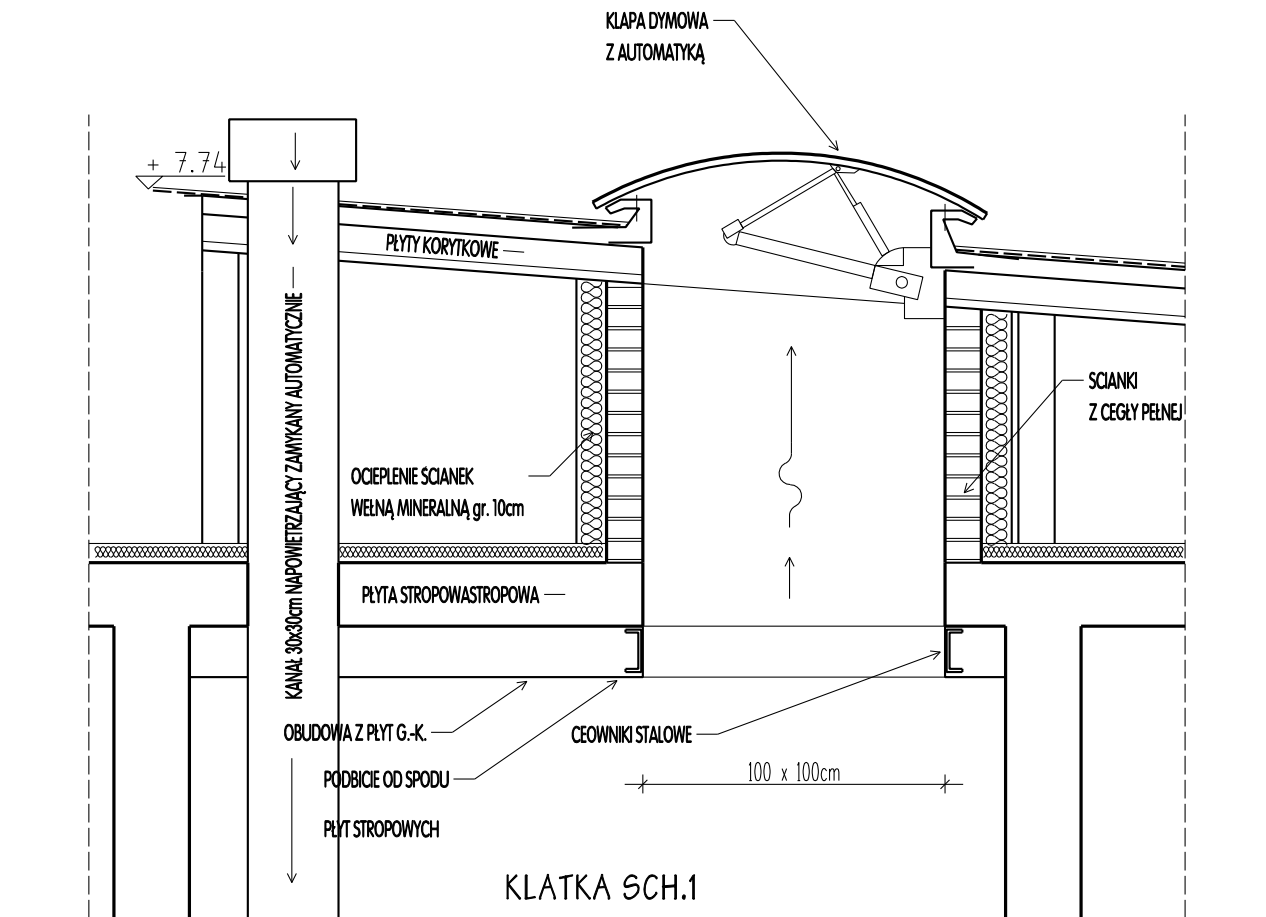 KLAPA DYMOWA
Z AUTOMATYKĄ
+ 7.74
PŁYTY KORYTKOWE
KANAŁ 30x30cm NAPOWIETRZAJĄCY ZAMYKANY AUTOMATYCZNIE
SCIANKI
Z CEGŁY PEŁNEJ
OCIEPLENIE SCIANEK
WEŁNĄ MINERALNĄ gr. 10cm
PŁYTA STROPOWASTROPOWA
OBUDOWA Z PŁYT G.-K.
CEOWNIKI STALOWE
PODBICIE OD SPODU
PŁYT STROPOWYCH
100 x 100cm
KLATKA SCH.1